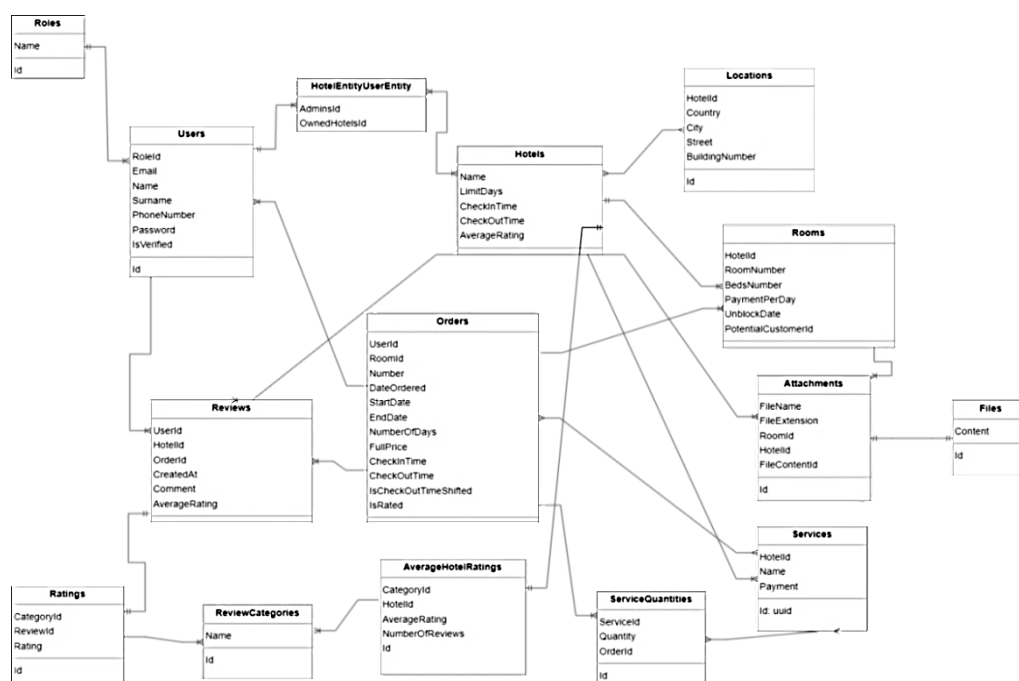 Roles
Name
Id
HotelEntityUserEntity
AdminsId
OwnedHotelsId
Locations
HotelId
Country
City
Street
BuildingNumber
Id
Users
RoleId
Email
Name
Surname
PhoneNumber
Password
IsVerified
Id
Hotels
Name
LimitDays
CheckInTime
CheckOutTime
AverageRating
Rooms
HotelId
RoomNumber
BedsNumber
PaymentPerDay
UnblockDate
PotentialCustomerId
Orders
UserId
RoomId
Number
DateOrdered
StartDate
EndDate
NumberOfDays
FullPrice
CheckInTime
CheckOutTime
IsCheckOutTimeShifted
IsRated
Attachments
FileName
FileExtension
RoomId
HotelId
FileContentId
Id
Files
Content
Id
Reviews
UserId
HotelId
OrderId
CreatedAt
Comment
AverageRating
Services
HotelId
Name
Payment
Id: uuid
Ratings
CategoryId
ReviewId
Rating
Id
ReviewCategories
Name
Id
AverageHotelRatings
CategoryId
HotelId
AverageRating
NumberOfReviews
Id
ServiceQuantities
ServiceId
Quantity
OrderId
Id